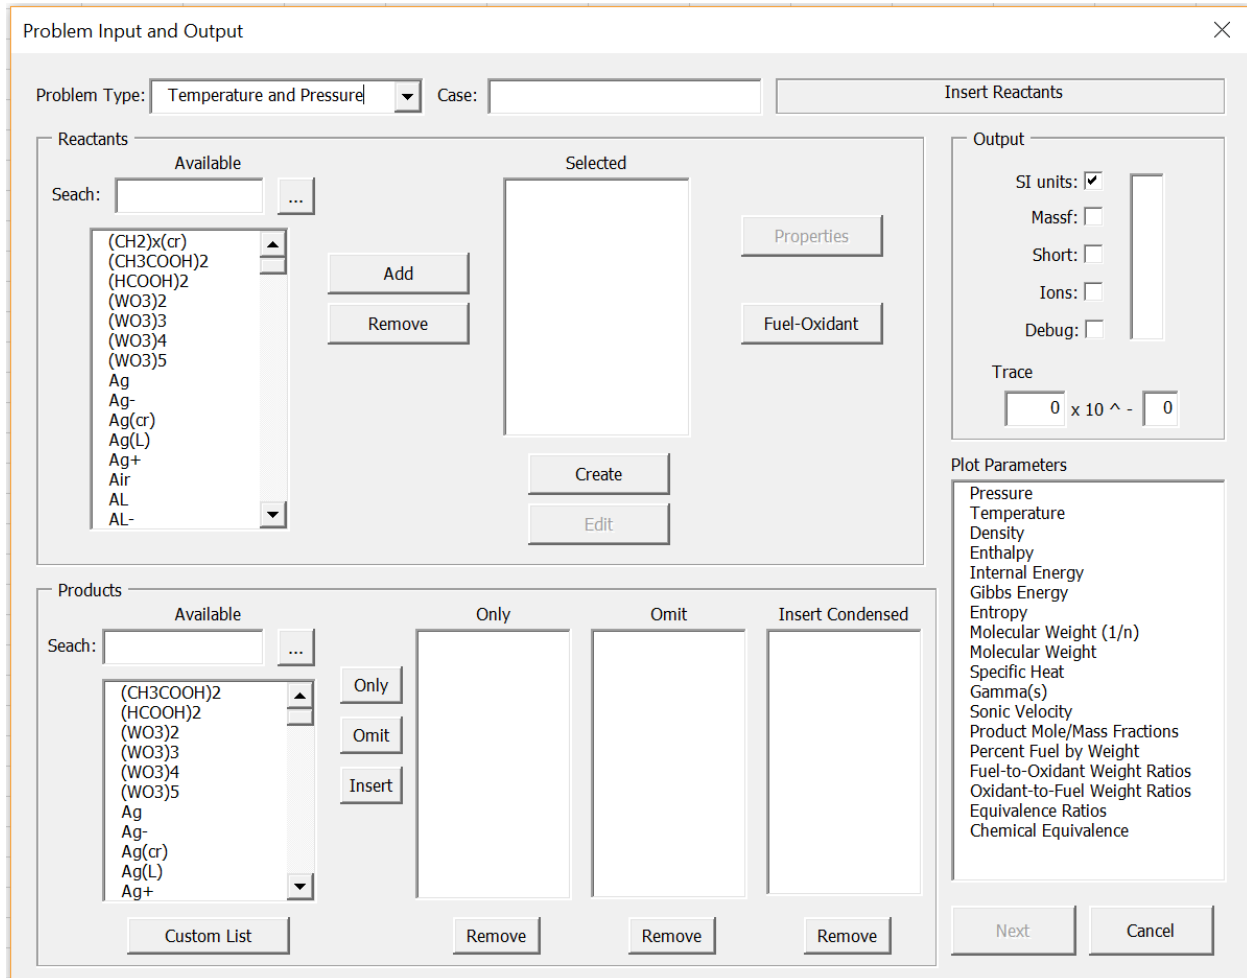 Problem Input and Output
Problem Type: Temperature and Pressure Case: Insert Reactants
Reactants
Available
Seach: ...
(CH2)x(cr)
(CH3COOH)2
(HCOOH)2
(WO3)2
(WO3)3
(WO3)4
(WO3)5
Ag
Ag-
Ag(cr)
Ag(L)
Ag+
Air
AL
AL-
Add
Remove
Selected
Create
Edit
Properties
Fuel-Oxidant
Output
SI units:
Massf:
Short:
Ions:
Debug:
Trace
0 x 10 ^ - 0
Products
Available
Seach: ...
(CH3COOH)2
(HCOOH)2
(WO3)2
(WO3)3
(WO3)4
(WO3)5
Ag
Ag-
Ag(cr)
Ag(L)
Ag+
Custom List
Only
Omit
Insert
Only
Remove
Omit
Remove
Insert Condensed
Remove
Plot Parameters
Pressure
Temperature
Density
Enthalpy
Internal Energy
Gibbs Energy
Entropy
Molecular Weight (1/n)
Molecular Weight
Specific Heat
Gamma(s)
Sonic Velocity
Product Mole/Mass Fractions
Percent Fuel by Weight
Fuel-to-Oxidant Weight Ratios
Oxidant-to-Fuel Weight Ratios
Equivalence Ratios
Chemical Equivalence
Next
Cancel